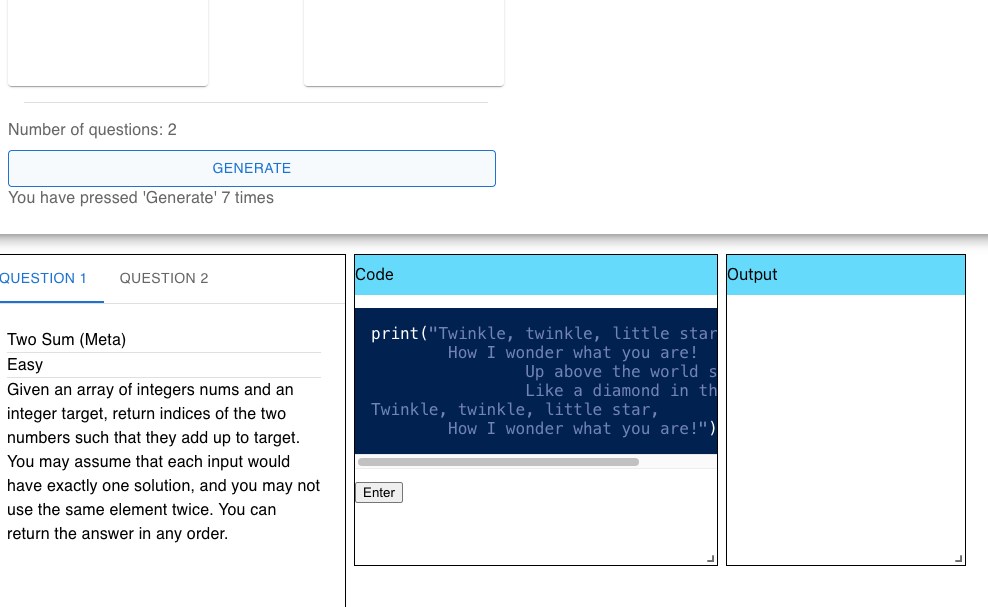 Number of questions: 2
GENERATE
You have pressed 'Generate' 7 times
QUESTION 1 QUESTION 2
Two Sum (Meta)
Easy
Given an array of integers nums and an
integer target, return indices of the two
numbers such that they add up to target.
You may assume that each input would
have exactly one solution, and you may not
use the same element twice. You can
return the answer in any order.
Code
print("Twinkle, twinkle, little star
How I wonder what you are!
Up above the world s
Like a diamond in th
Twinkle, twinkle, little star,
How I wonder what you are!")
Enter
Output